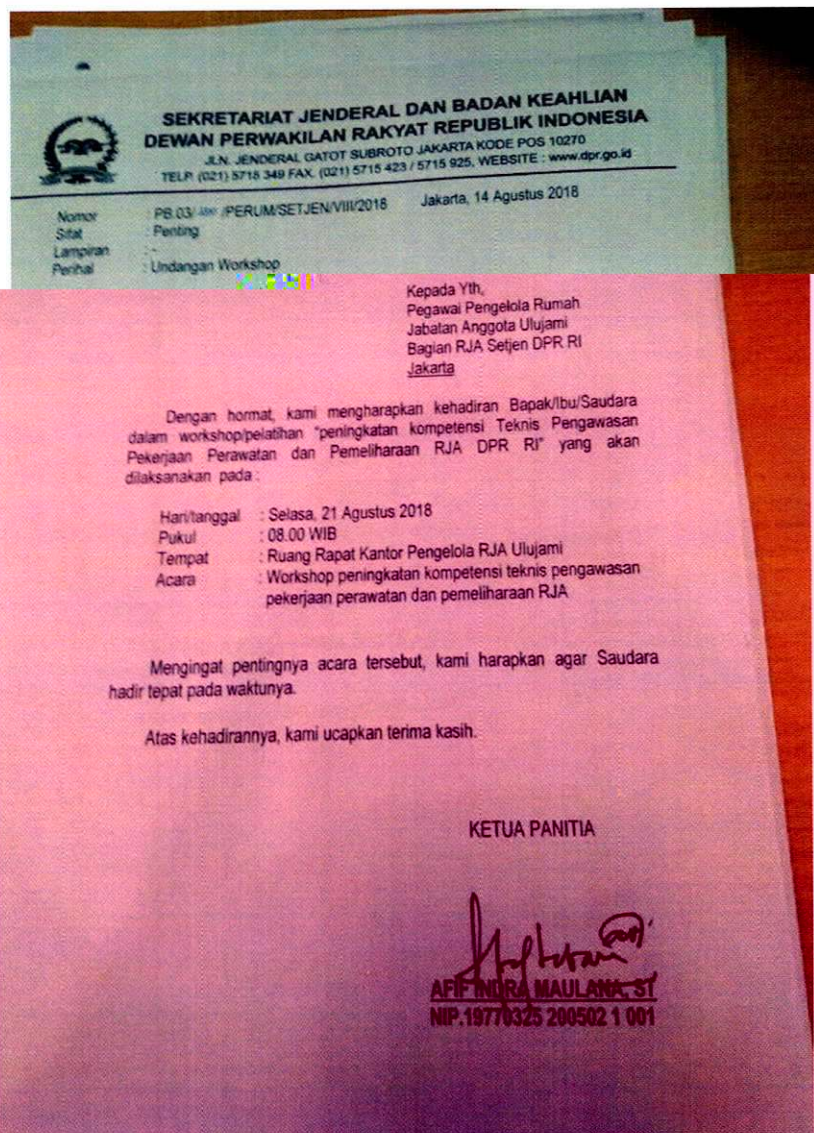 SEKRETARIAT JENDERAL DAN BADAN KEAHLIAN
DEWAN PERWAKILAN RAKYAT REPUBLIK INDONESIA
JLN. JENDERAL GATOT SUBROTO JAKARTA KODE POS 10270
TELP. (021) 5715 349 FAX. (021) 5715 423 / 5715 925, WEBSITE : www.dpr.go.id
Nomor : PB.03/ /PERUM/SETJEN/VIII/2018 Jakarta, 14 Agustus 2018
Sifat : Penting
Lampiran : -
Perihal : Undangan Workshop
Kepada Yth,
Pegawai Pengelola Rumah
Jabatan Anggota Ulujami
Bagian RJA Setjen DPR RI
Jakarta
Dengan hormat, kami mengharapkan kehadiran Bapak/Ibu/Saudara
dalam workshop/pelatihan "peningkatan kompetensi Teknis Pengawasan
Pekerjaan Perawatan dan Pemeliharaan RJA DPR RI" yang akan
dilaksanakan pada :
Hari/tanggal : Selasa, 21 Agustus 2018
Pukul : 08.00 WIB
Tempat : Ruang Rapat Kantor Pengelola RJA Ulujami
Acara : Workshop peningkatan kompetensi teknis pengawasan
pekerjaan perawatan dan pemeliharaan RJA
Mengingat pentingnya acara tersebut, kami harapkan agar Saudara
hadir tepat pada waktunya.
Atas kehadirannya, kami ucapkan terima kasih.
KETUA PANITIA
AFIF INDRA MAULANA, ST
NIP.19770325 200502 1 001